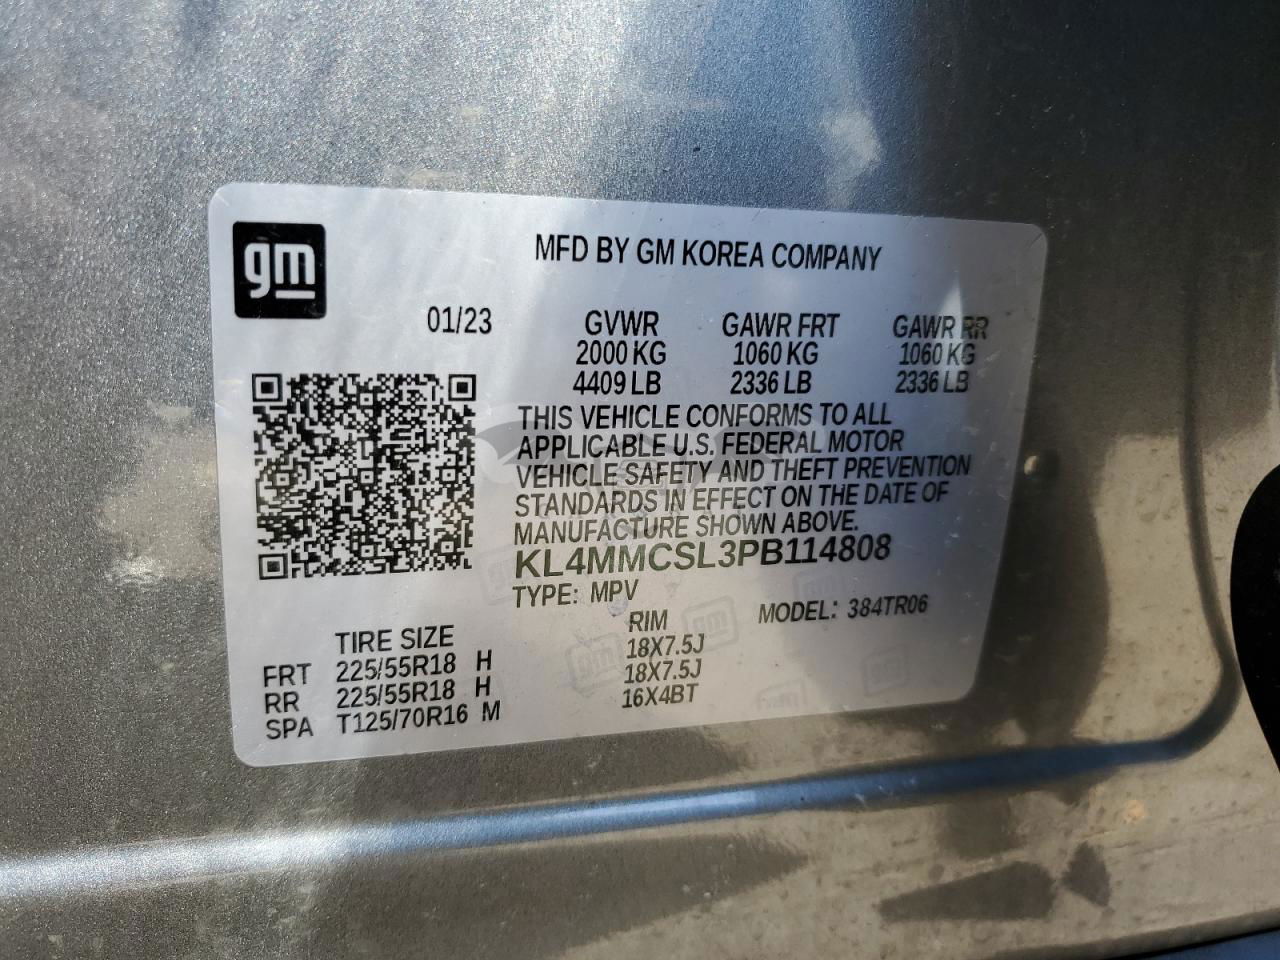 gm
MFD BY GM KOREA COMPANY
01/23 GVWR GAWR FRT GAWR RR
2000 KG 1060 KG 1060 KG
4409 LB 2336 LB 2336 LB
THIS VEHICLE CONFORMS TO ALL
APPLICABLE U.S. FEDERAL MOTOR
VEHICLE SAFETY AND THEFT PREVENTION
STANDARDS IN EFFECT ON THE DATE OF
MANUFACTURE SHOWN ABOVE.
KL4MMCSL3PB114808
TYPE: MPV MODEL: 384TR06
TIRE SIZE RIM
FRT 225/55R18 H 18X7.5J
RR 225/55R18 H 18X7.5J
SPA T125/70R16 M 16X4BT